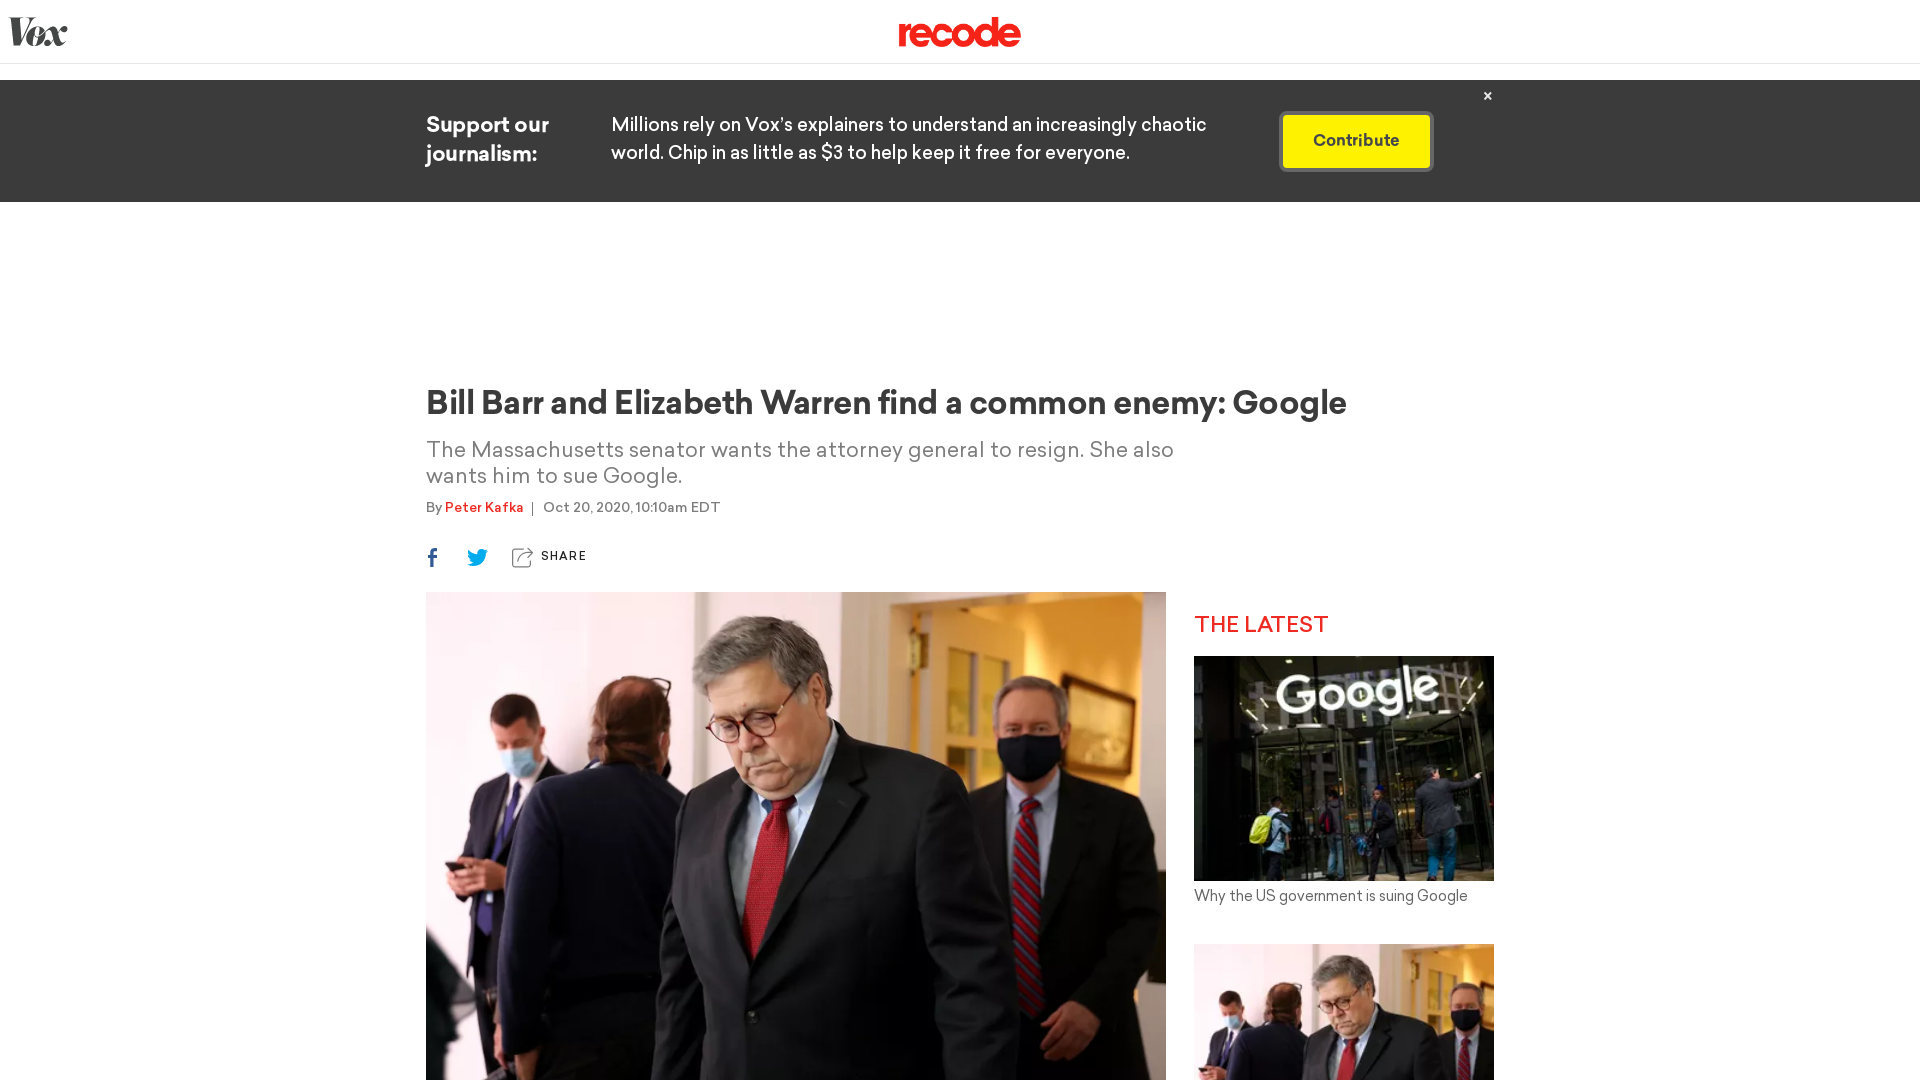 Vox
recode
×
Support our
journalism:
Millions rely on Vox’s explainers to understand an increasingly chaotic
world. Chip in as little as $3 to help keep it free for everyone.
Contribute
Bill Barr and Elizabeth Warren find a common enemy: Google
The Massachusetts senator wants the attorney general to resign. She also
wants him to sue Google.
By Peter Kafka | Oct 20, 2020, 10:10am EDT
SHARE
THE LATEST
Google
Why the US government is suing Google